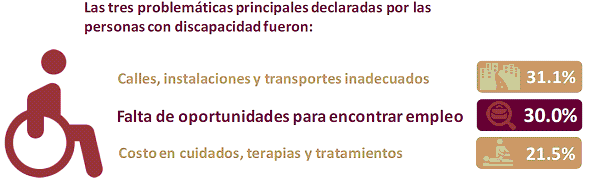 Las tres problemáticas principales declaradas por las
personas con discapacidad fueron:
Calles, instalaciones y transportes inadecuados 31.1%
Falta de oportunidades para encontrar empleo 30.0%
Costo en cuidados, terapias y tratamientos 21.5%